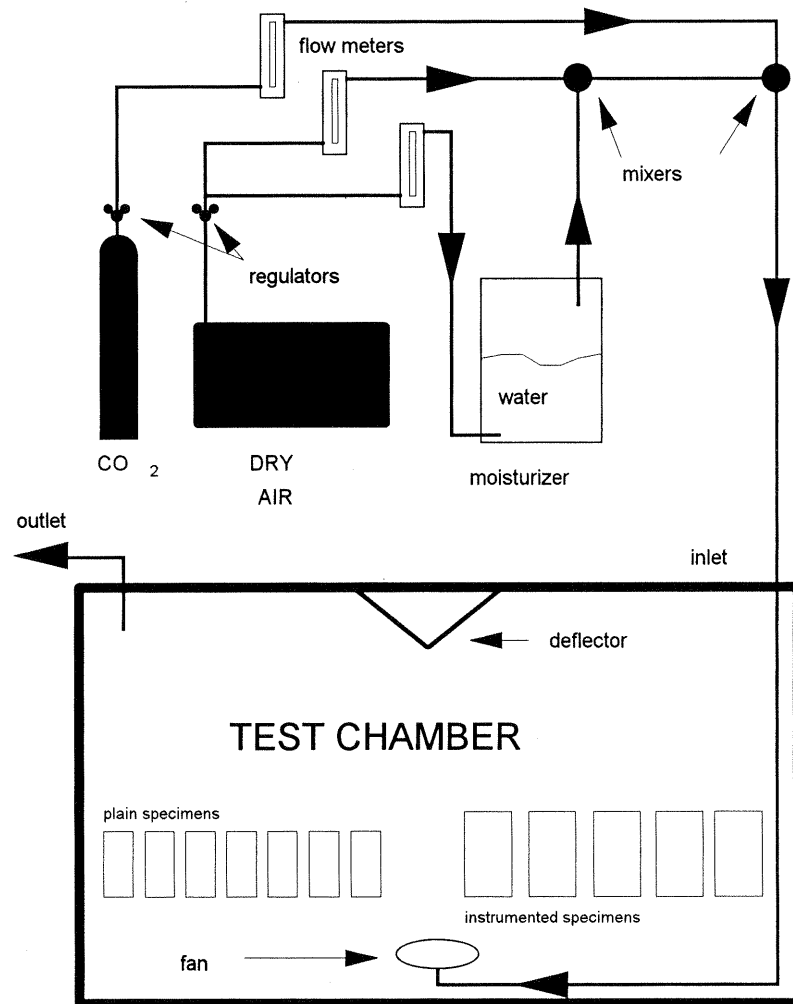 flow meters
mixers
regulators
water
CO 2
DRY
AIR
moisturizer
outlet
inlet
deflector
TEST CHAMBER
plain specimens
instrumented specimens
fan